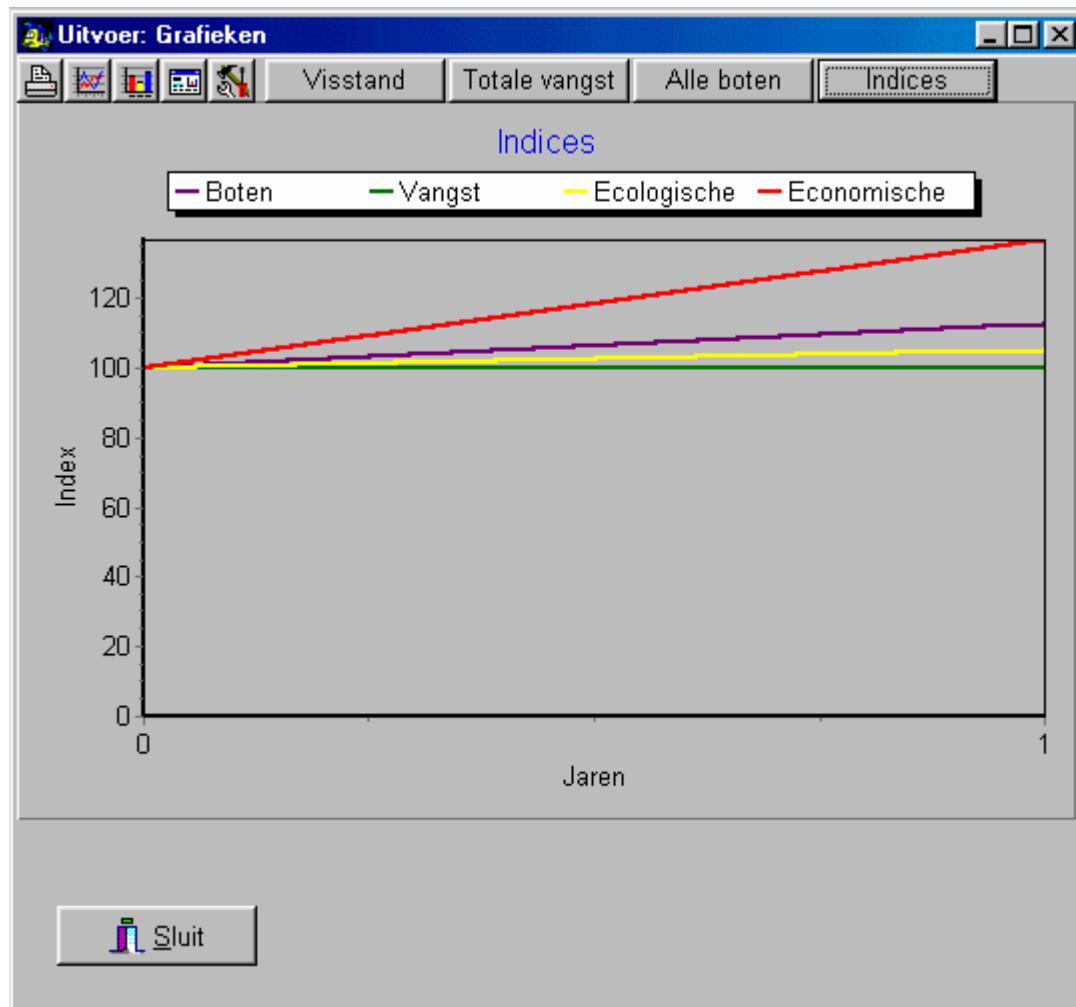 Uitvoer: Grafieken
Visstand Totale vangst Alle boten Indices
Indices
Boten Vangst Ecologische Economische
120
100
80
60
40
20
0
Index
0 1
Jaren
Sluit